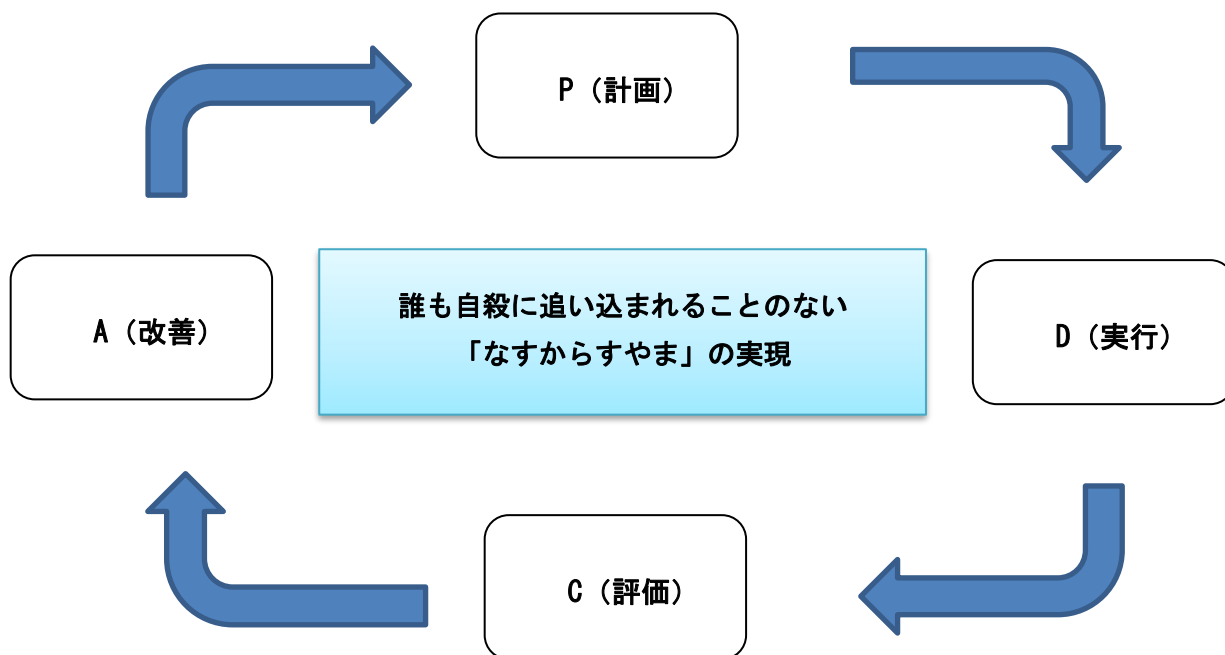 P（計画）
誰も自殺に追い込まれることのない
「なすからすやま」の実現
A（改善）
D（実行）
C（評価）